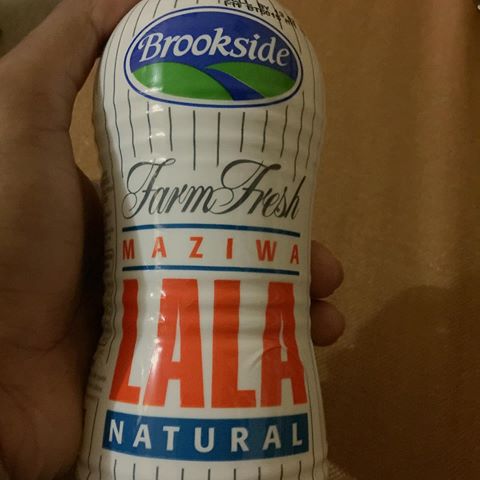 Brookside
Farm Fresh
MAZIWA
LALA
NATURAL